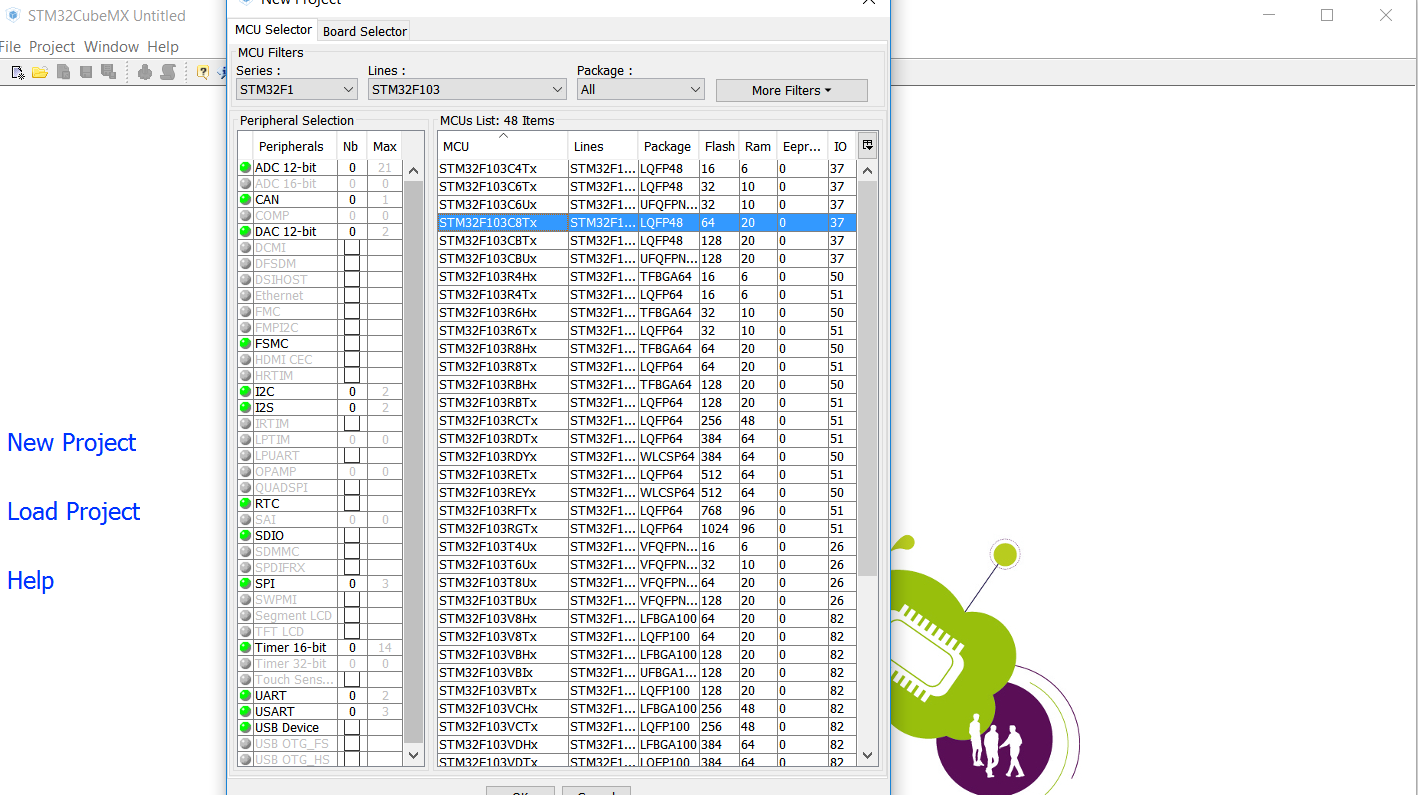 STM32CubeMX Untitled
New Project
File Project Window Help
MCU Selector Board Selector
MCU Filters
Series : Lines : Package :
STM32F1 STM32F103 All More Filters
Peripheral Selection
Peripherals Nb Max
ADC 12-bit 0 21
ADC 16-bit 0 0
CAN 0 1
COMP 0 0
DAC 12-bit 0 2
DCMI
DFSDM
DSIHOST
Ethernet
FMC
FMPI2C
FSMC
HDMI CEC
HRTIM
I2C 0 2
I2S 0 2
IRTIM
LPTIM 0 0
LPUART
OPAMP 0 0
QUADSPI
RTC
SAI 0 0
SDIO
SDMMC
SPDIFRX
SPI 0 3
SWPMI
Segment LCD
TFT LCD
Timer 16-bit 0 14
Timer 32-bit 0 0
Touch Sens...
UART 0 2
USART 0 3
USB Device
USB OTG_FS
USB OTG_HS
MCUs List: 48 Items
MCU Lines Package Flash Ram Eepr... IO
STM32F103C4Tx STM32F1... LQFP48 16 6 0 37
STM32F103C6Tx STM32F1... LQFP48 32 10 0 37
STM32F103C6Ux STM32F1... UFQFPN... 32 10 0 37
STM32F103C8Tx STM32F1... LQFP48 64 20 0 37
STM32F103CBTx STM32F1... LQFP48 128 20 0 37
STM32F103CBUx STM32F1... UFQFPN... 128 20 0 37
STM32F103R4Hx STM32F1... TFBGA64 16 6 0 50
STM32F103R4Tx STM32F1... LQFP64 16 6 0 51
STM32F103R6Hx STM32F1... TFBGA64 32 10 0 50
STM32F103R6Tx STM32F1... LQFP64 32 10 0 51
STM32F103R8Hx STM32F1... TFBGA64 64 20 0 50
STM32F103R8Tx STM32F1... LQFP64 64 20 0 51
STM32F103RBHx STM32F1... TFBGA64 128 20 0 50
STM32F103RBTx STM32F1... LQFP64 128 20 0 51
STM32F103RCTx STM32F1... LQFP64 256 48 0 51
STM32F103RDTx STM32F1... LQFP64 384 64 0 51
STM32F103RDYx STM32F1... WLCSP64 384 64 0 50
STM32F103RETx STM32F1... LQFP64 512 64 0 51
STM32F103REYx STM32F1... WLCSP64 512 64 0 50
STM32F103RFTx STM32F1... LQFP64 768 96 0 51
STM32F103RGTx STM32F1... LQFP64 1024 96 0 51
STM32F103T4Ux STM32F1... VFQFPN... 16 6 0 26
STM32F103T6Ux STM32F1... VFQFPN... 32 10 0 26
STM32F103T8Ux STM32F1... VFQFPN... 64 20 0 26
STM32F103TBUx STM32F1... VFQFPN... 128 20 0 26
STM32F103V8Hx STM32F1... LFBGA100 64 20 0 82
STM32F103V8Tx STM32F1... LQFP100 64 20 0 82
STM32F103VBHx STM32F1... LFBGA100 128 20 0 82
STM32F103VBIx STM32F1... UFBGA1... 128 20 0 82
STM32F103VBTx STM32F1... LQFP100 128 20 0 82
STM32F103VCHx STM32F1... LFBGA100 256 48 0 82
STM32F103VCTx STM32F1... LQFP100 256 48 0 82
STM32F103VDHx STM32F1... LFBGA100 384 64 0 82
STM32F103VDTx STM32F1... LQFP100 384 64 0 82
New Project
Load Project
Help